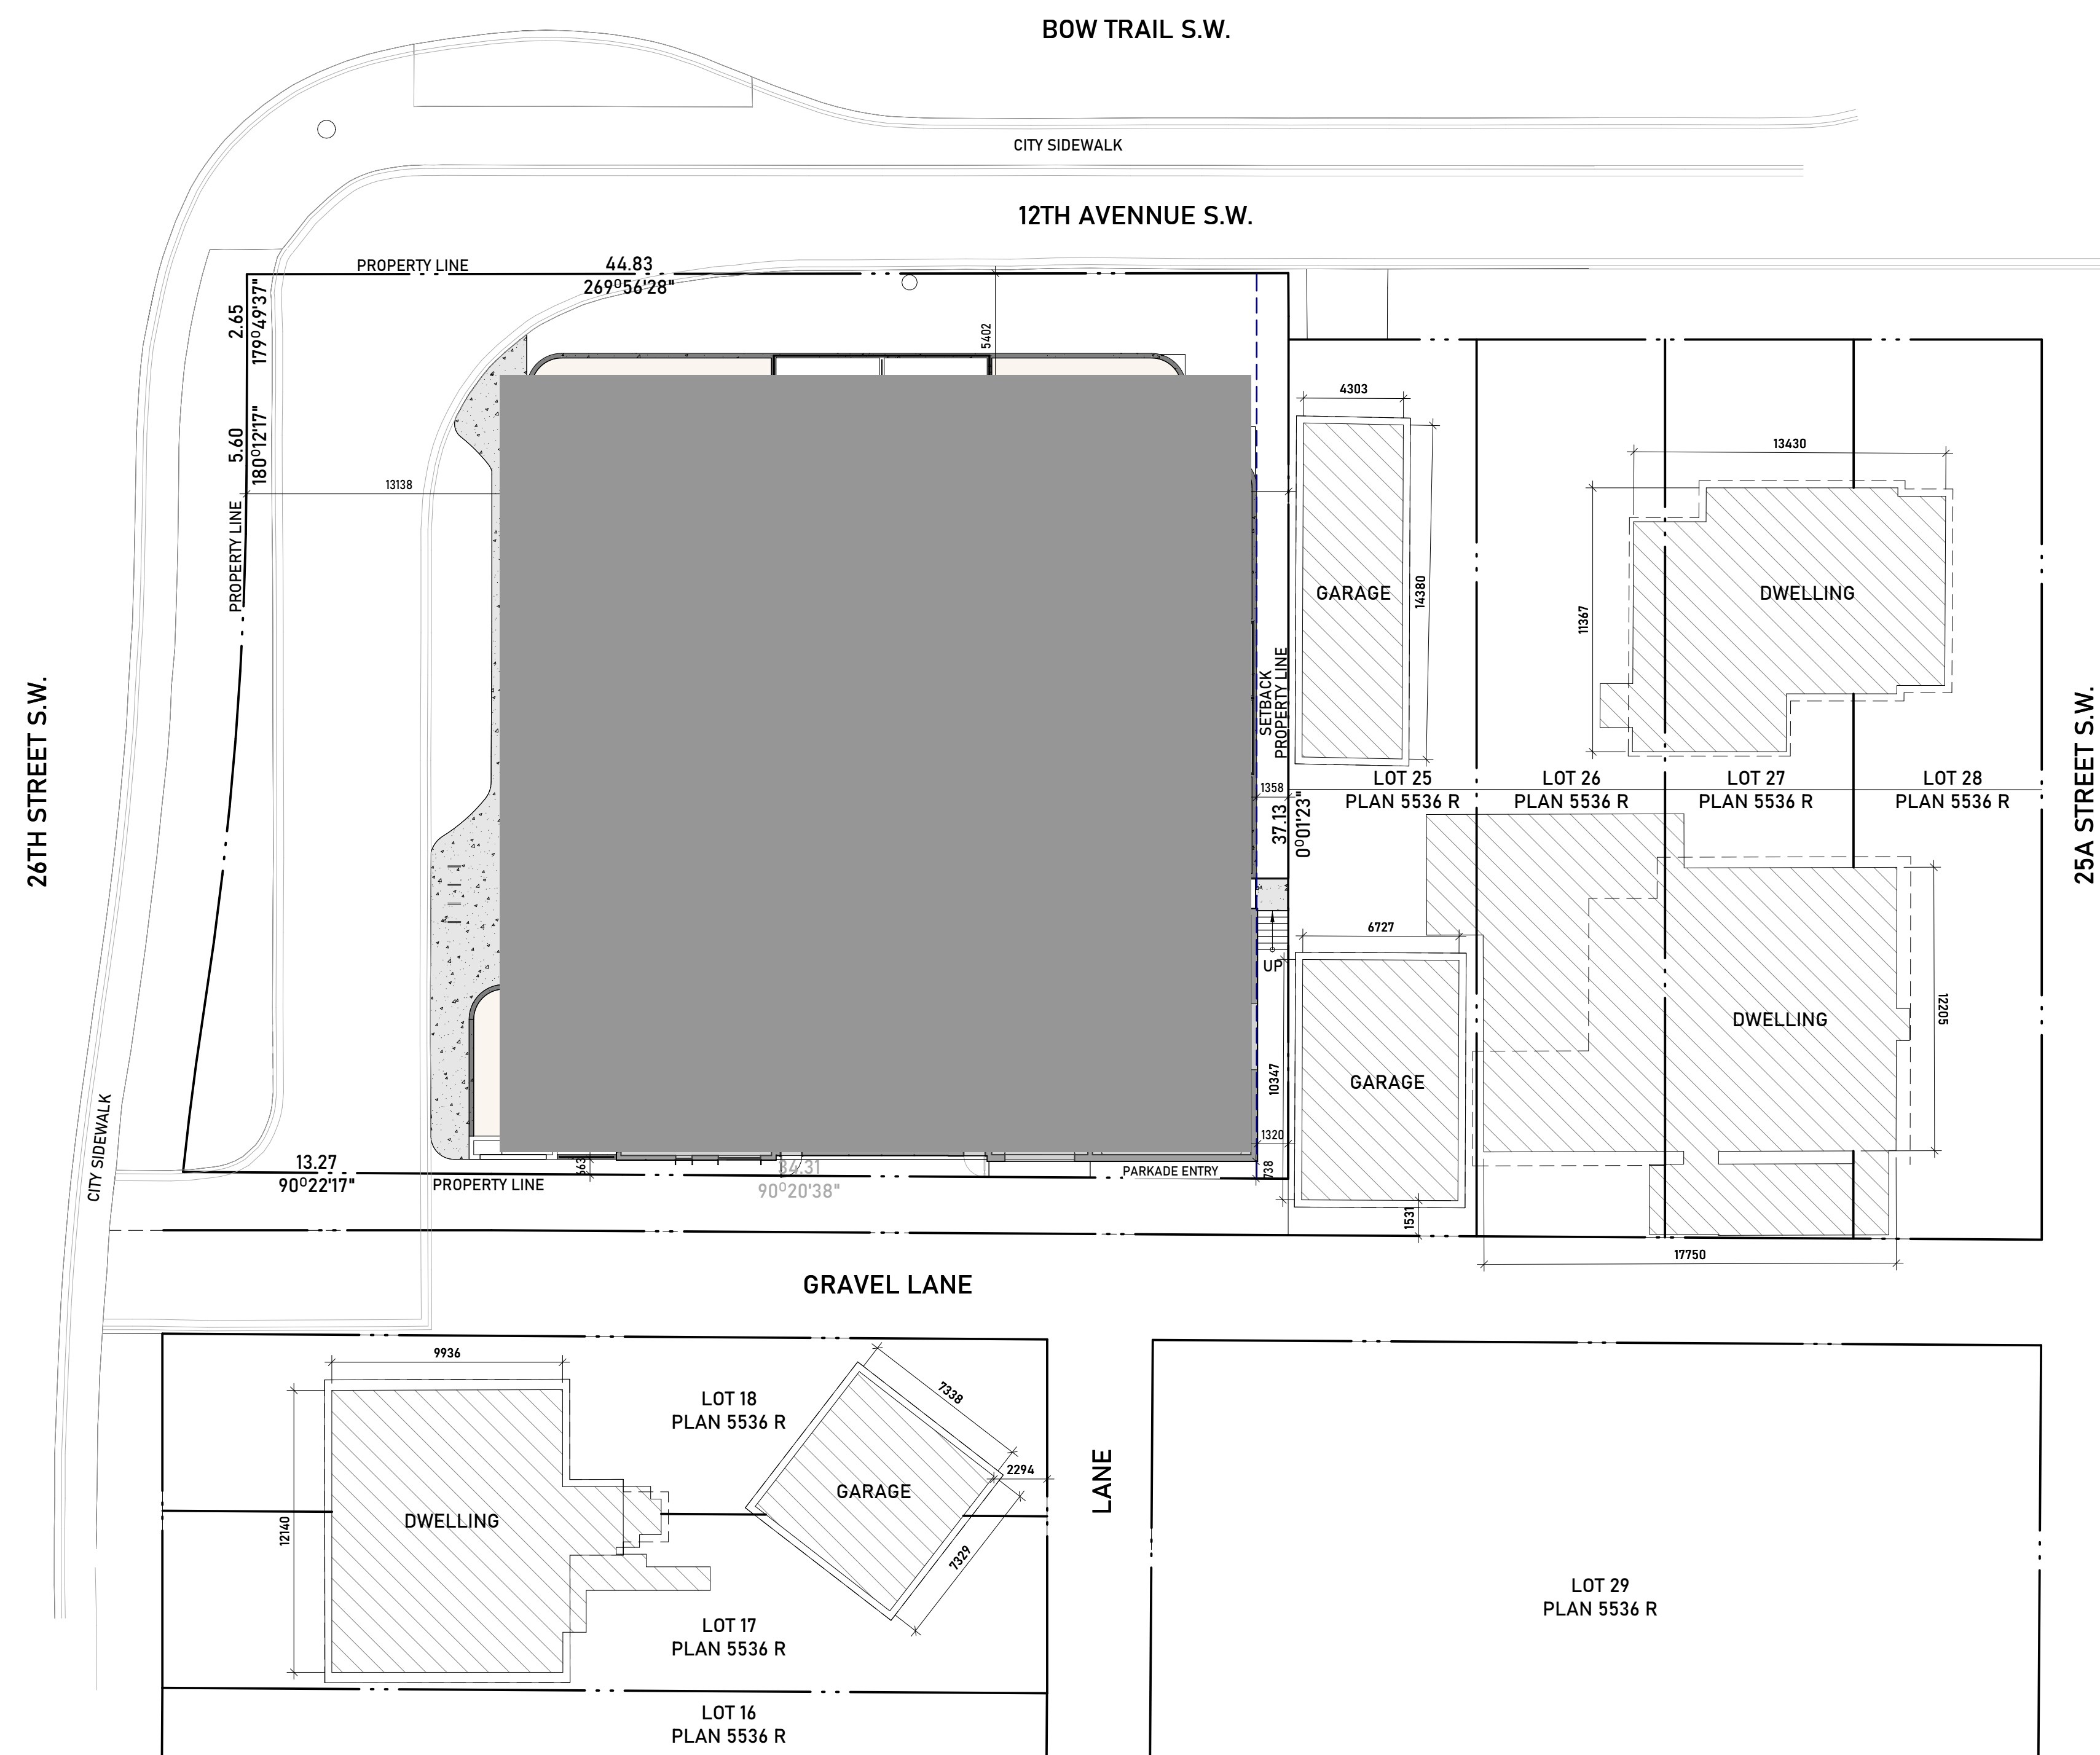 BOW TRAIL S.W.
CITY SIDEWALK
12TH AVENNUE S.W.
PROPERTY LINE
44.83
269°56'28"
2.65
179°49'37"
5.60
180°12'17"
PROPERTY LINE
5402
13138
4303
14380
GARAGE
13430
11367
DWELLING
SETBACK
PROPERTY LINE
26TH STREET S.W.
25A STREET S.W.
LOT 25
PLAN 5536 R
LOT 26
PLAN 5536 R
LOT 27
PLAN 5536 R
LOT 28
PLAN 5536 R
1358
37.13
0°01'23"
6727
UP
10347
GARAGE
DWELLING
12205
1320
738
1531
17750
CITY SIDEWALK
13.27
90°22'17"
PROPERTY LINE
663
34.31
90°20'38"
PARKADE ENTRY
GRAVEL LANE
9936
12140
DWELLING
LOT 18
PLAN 5536 R
7338
2294
GARAGE
7329
LANE
LOT 17
PLAN 5536 R
LOT 16
PLAN 5536 R
LOT 29
PLAN 5536 R